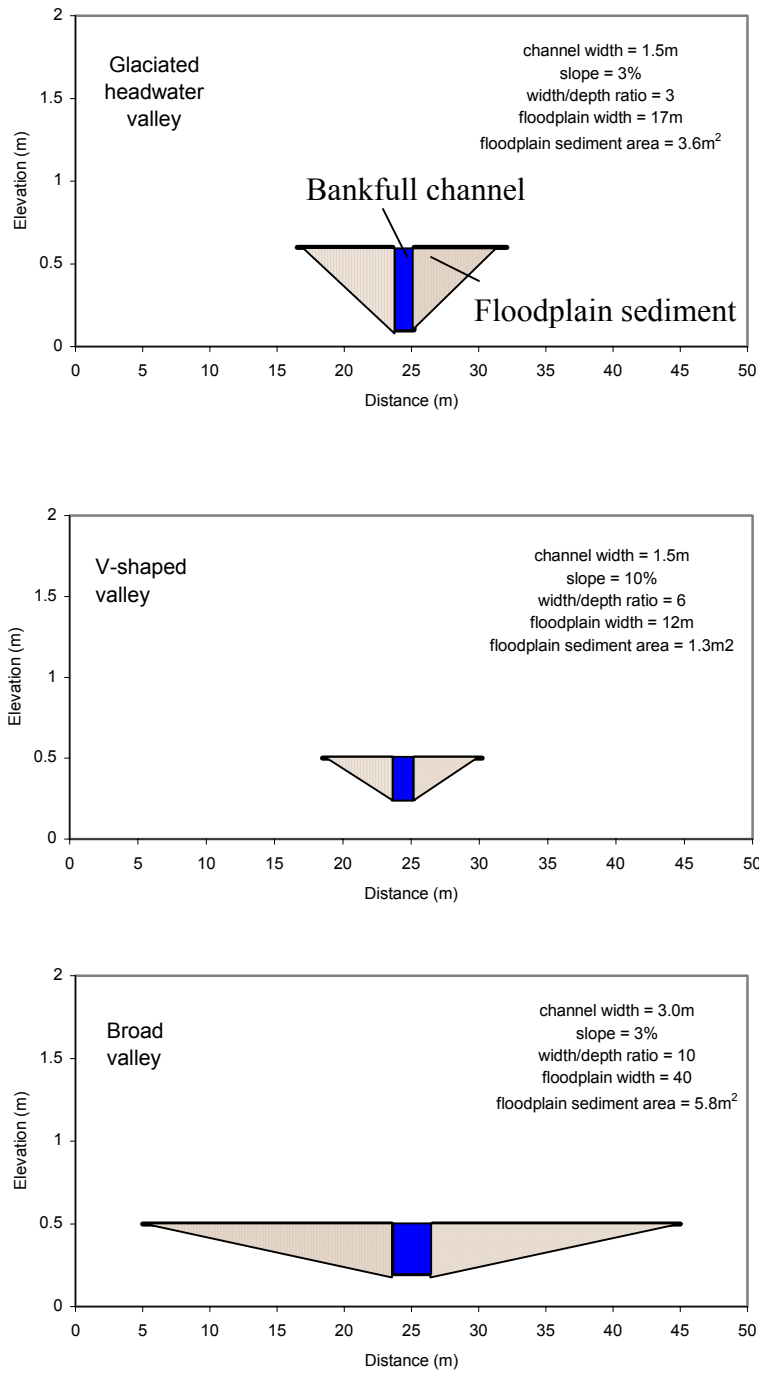 2
Glaciated
headwater
valley
channel width = 1.5m
slope = 3%
width/depth ratio = 3
floodplain width = 17m
floodplain sediment area = 3.6m²
1.5
1
0.5
0
Elevation (m)
Bankfull channel
Floodplain sediment
0 5 10 15 20 25 30 35 40 45 50
Distance (m)
2
V-shaped
valley
channel width = 1.5m
slope = 10%
width/depth ratio = 6
floodplain width = 12m
floodplain sediment area = 1.3m2
1.5
1
0.5
0
Elevation (m)
0 5 10 15 20 25 30 35 40 45 50
Distance (m)
2
Broad
valley
channel width = 3.0m
slope = 3%
width/depth ratio = 10
floodplain width = 40
floodplain sediment area = 5.8m²
1.5
1
0.5
0
Elevation (m)
0 5 10 15 20 25 30 35 40 45 50
Distance (m)